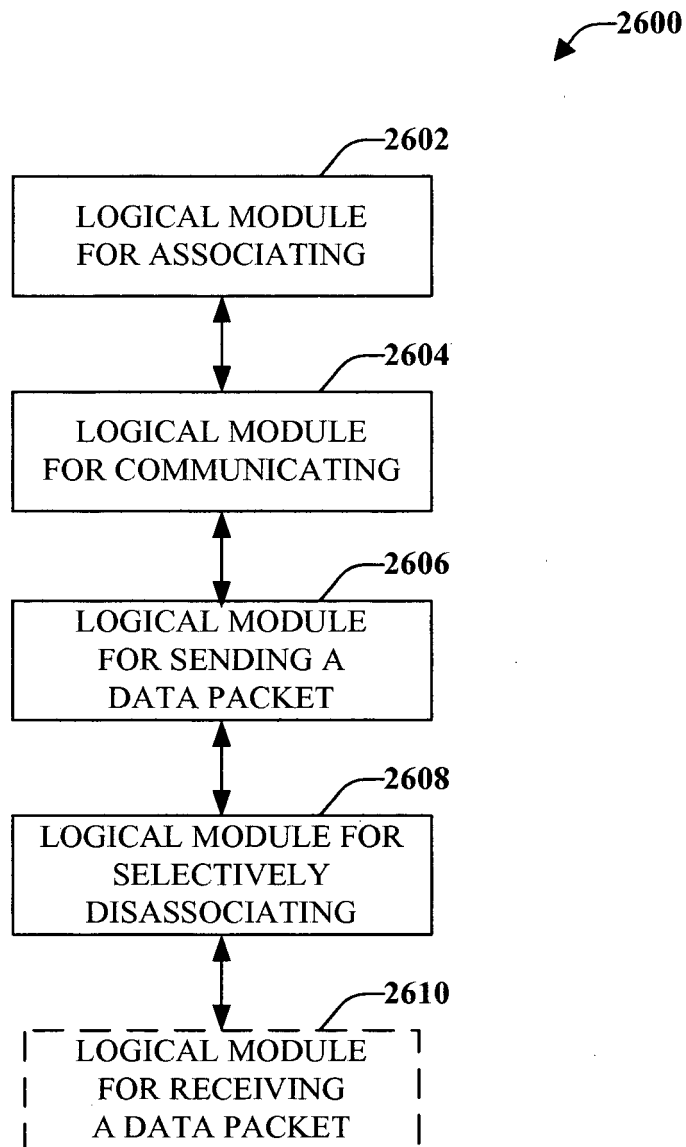 2600
2602
LOGICAL MODULE
FOR ASSOCIATING
2604
LOGICAL MODULE
FOR COMMUNICATING
2606
LOGICAL MODULE
FOR SENDING A
DATA PACKET
2608
LOGICAL MODULE FOR
SELECTIVELY
DISASSOCIATING
2610
LOGICAL MODULE
FOR RECEIVING
A DATA PACKET